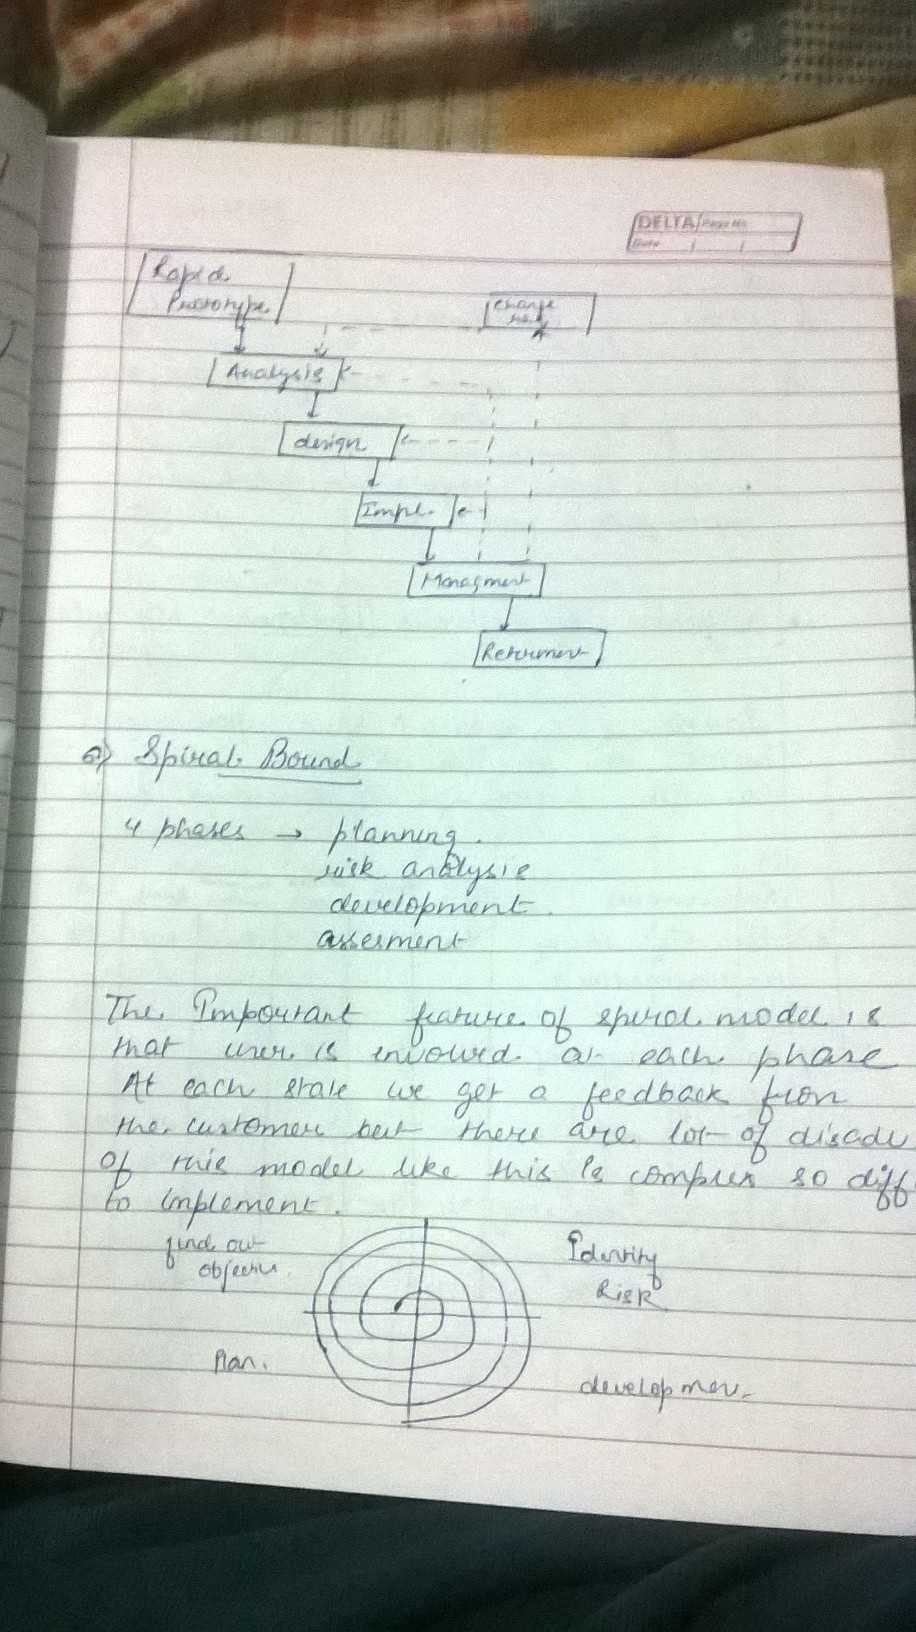 DELTA Page No.
Date
Rapid
Prototype
Change
req
Analysis
design
Impl.
Managment
Retirment
Spiral Bound
4 phases → planning.
risk analysis
development
assesment
The Important feature of spiral model is
that user is involved at each phase
At each state we get a feedback from
the customer but there are lot of disadv
of this model like this is complex so diff
to implement.
find out
objective.
Identity
Risk
Plan.
developmen